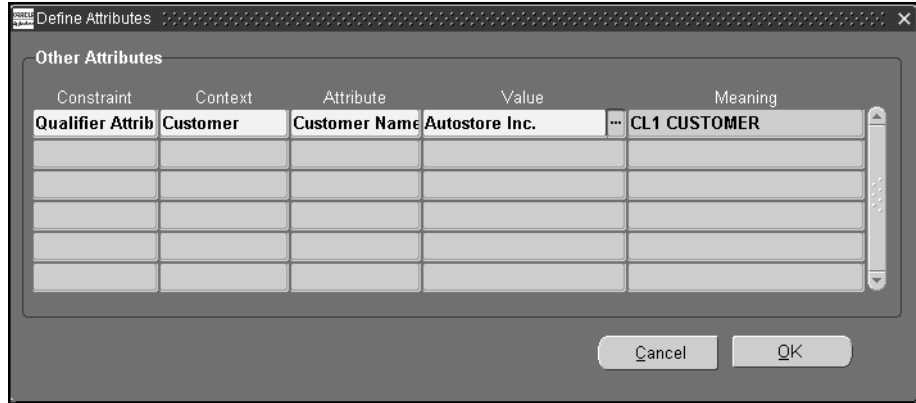 ORACLE
Define Attributes
Other Attributes
Constraint Context Attribute Value Meaning
Qualifier Attrib Customer Customer Name Autostore Inc. ... CL1 CUSTOMER
Cancel OK